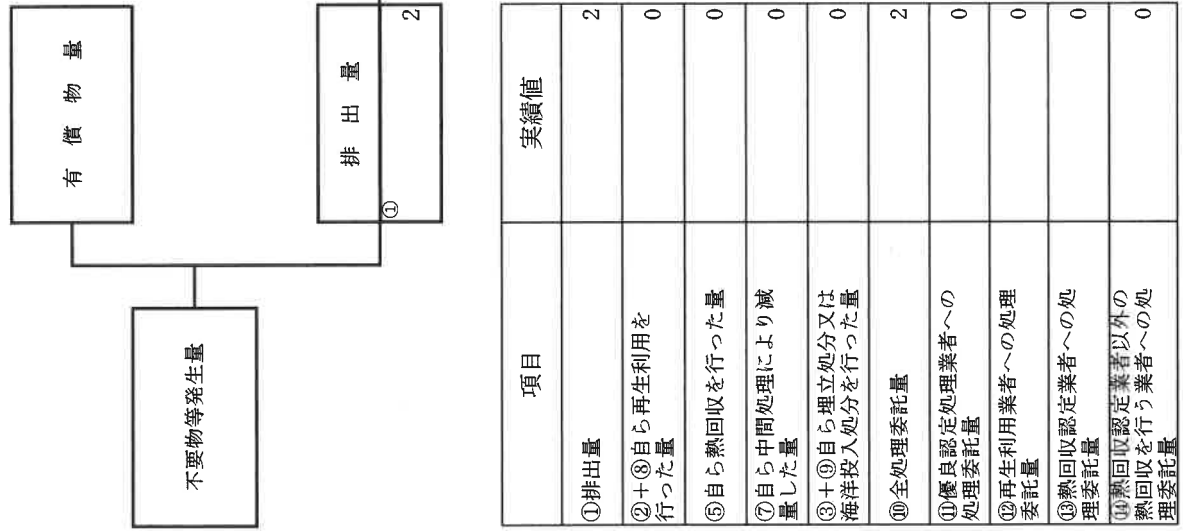 有償物量
不要物等発生量
排出量
①
2
項目
実績値
①排出量
2
②+⑧自ら再生利用を
行った量
0
⑤自ら熱回収を行った量
0
⑦自ら中間処理により減
量した量
0
③+⑨自ら埋立処分又は
海洋投入処分を行った量
0
⑩全処理委託量
2
⑪優良認定処理業者への
処理委託量
0
⑫再生利用業者への処理
委託量
0
⑬熱回収認定業者への処
理委託量
0
⑭熱回収認定業者以外の
熱回収を行う業者への処
理委託量
0